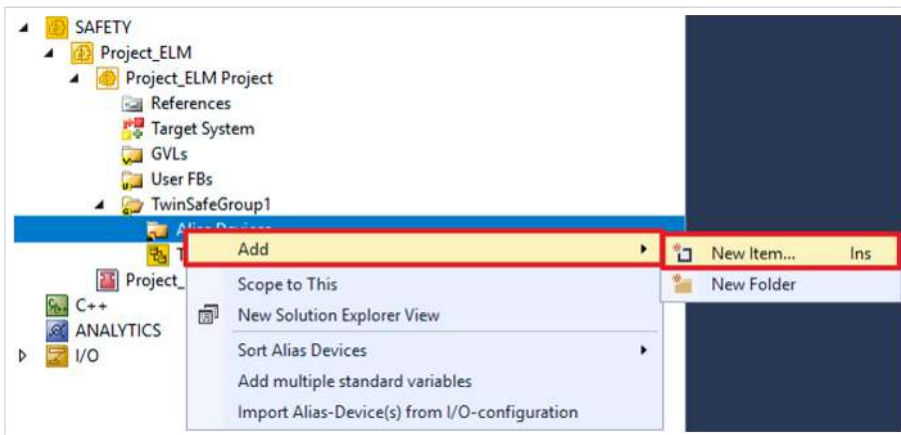 SAFETY
Project_ELM
Project_ELM Project
References
Target System
GVLs
User FBs
TwinSafeGroup1
Add
New Item... Ins
Project_
Scope to This
New Folder
C++
New Solution Explorer View
ANALYTICS
I/O
Sort Alias Devices
Add multiple standard variables
Import Alias-Device(s) from I/O-configuration